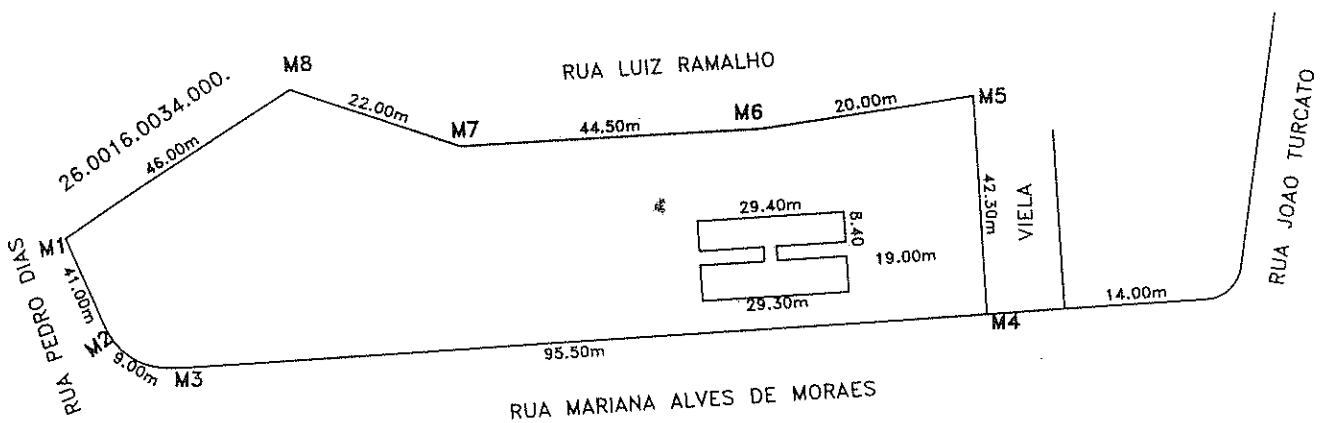 26.0016.0034.000.
M8
RUA LUIZ RAMALHO
46.00m
22.00m
M7
44.50m
M6
20.00m
M5
RUA JOAO TURCATO
29.40m
8.40
19.00m
29.30m
42.30m
VIELA
M1
RUA PEDRO DIAS
M2
9.00m
M3
95.50m
M4
14.00m
RUA MARIANA ALVES DE MORAES